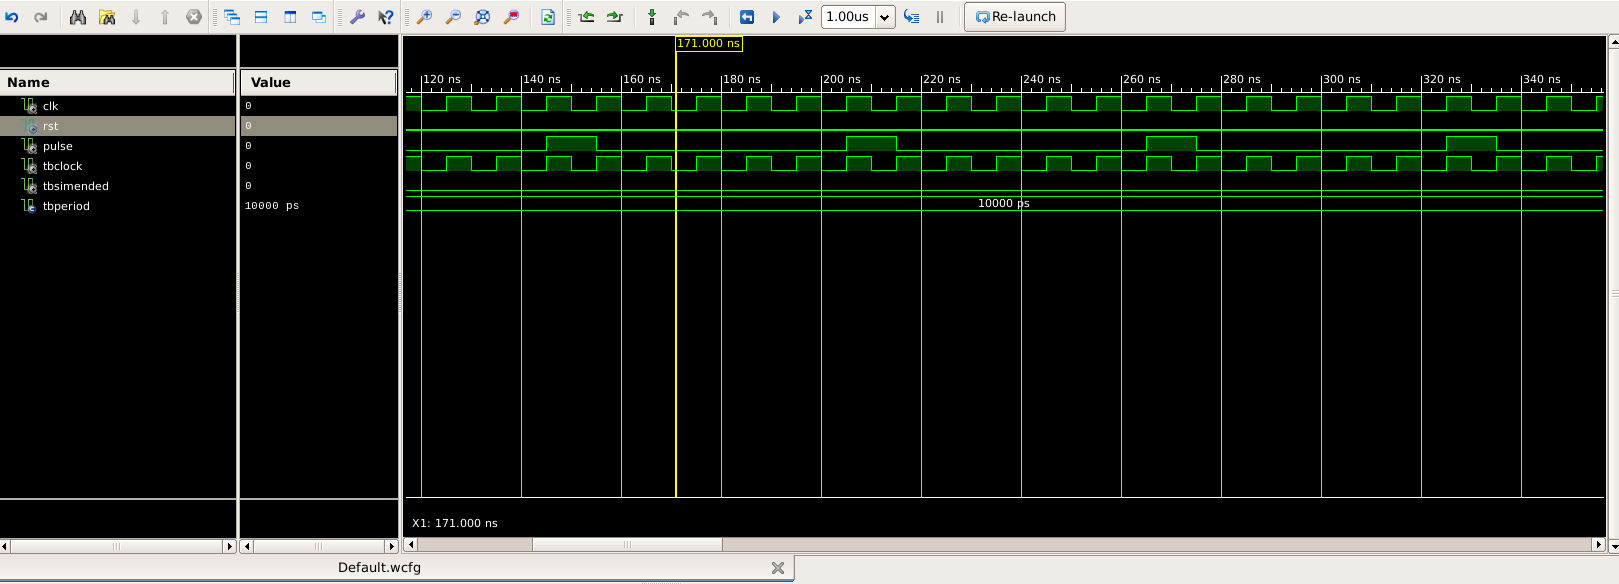 1.00us Re-launch
171.000 ns
Name Value
120 ns 140 ns 160 ns 180 ns 200 ns 220 ns 240 ns 260 ns 280 ns 300 ns 320 ns 340 ns
clk 0
rst 0
pulse 0
tbclock 0
tbsimended 0
tbperiod 10000 ps 10000 ps
X1: 171.000 ns
Default.wcfg